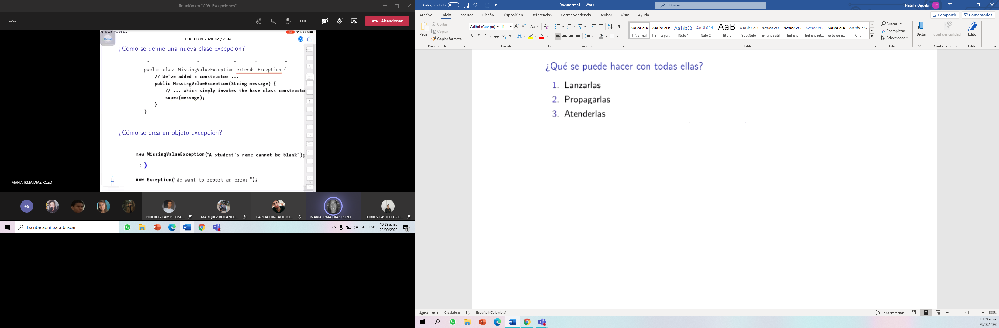 Reunión en "C09. Excepciones"
--:--
Abandonar
10:39 AM Tue 29 Sep
90 %
Done
!POOB-S09-2020-02 (1 of 4)
¿Cómo se define una nueva clase excepción?
public class MissingValueException extends Exception {
// We've added a constructor ...
public MissingValueException(String message) {
// ... which simply invokes the base class constructor
super(message);
}
}
¿Cómo se crea un objeto excepción?
new MissingValueException("A student's name cannot be blank");
: )
new Exception("We want to report an error");
MARIA IRMA DIAZ ROZO
+9
PIÑEROS CAMPO OSC...
MARQUEZ BOCANEG...
GARCIA HINCAPIE JU...
MARIA IRMA DIAZ ROZO
TORRES CASTRO CRIS...
Escribe aquí para buscar
ESP
10:39 a. m.
29/09/2020
1
Autoguardado
Documento1 - Word
Buscar
Natalia Orjuela
NO
Archivo Inicio Insertar Diseño Disposición Referencias Correspondencia Revisar Vista Ayuda
Compartir
Comentarios
Pegar
Cortar
Copiar
Copiar formato
Portapapeles
Calibri (Cuerpo) 11
N K S ab x₂ x²
Fuente
Párrafo
AaBbCcDc AaBbCcDc AaBbCc AaBbCcD AaB AaBbCcD AaBbCcDc AaBbCcDc AaBbCcDc AaBbCcDc AaBbCcDc
¶ Normal ¶ Sin espa... Título 1 Título 2 Título Subtítulo Énfasis sutil Énfasis Énfasis int... Texto en n... Cita
Estilos
Buscar
Reemplazar
Seleccionar
Edición
Dictar
Voz
Confidencialidad
Confidencialidad
Editor
Editor
¿Qué se puede hacer con todas ellas?
1. Lanzarlas
2. Propagarlas
3. Atenderlas
Página 1 de 1 0 palabras Español (Colombia)
Concentración
188%
10:39 a. m.
29/09/2020